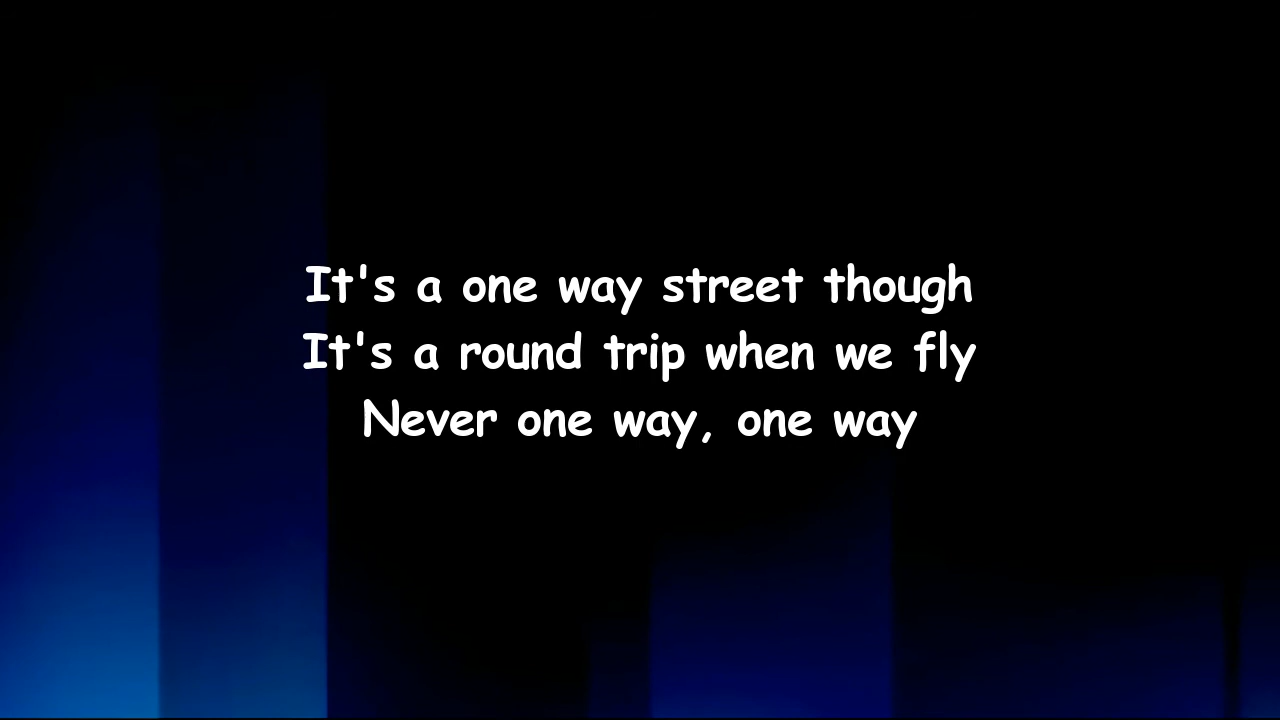 It's a one way street though
It's a round trip when we fly
Never one way, one way